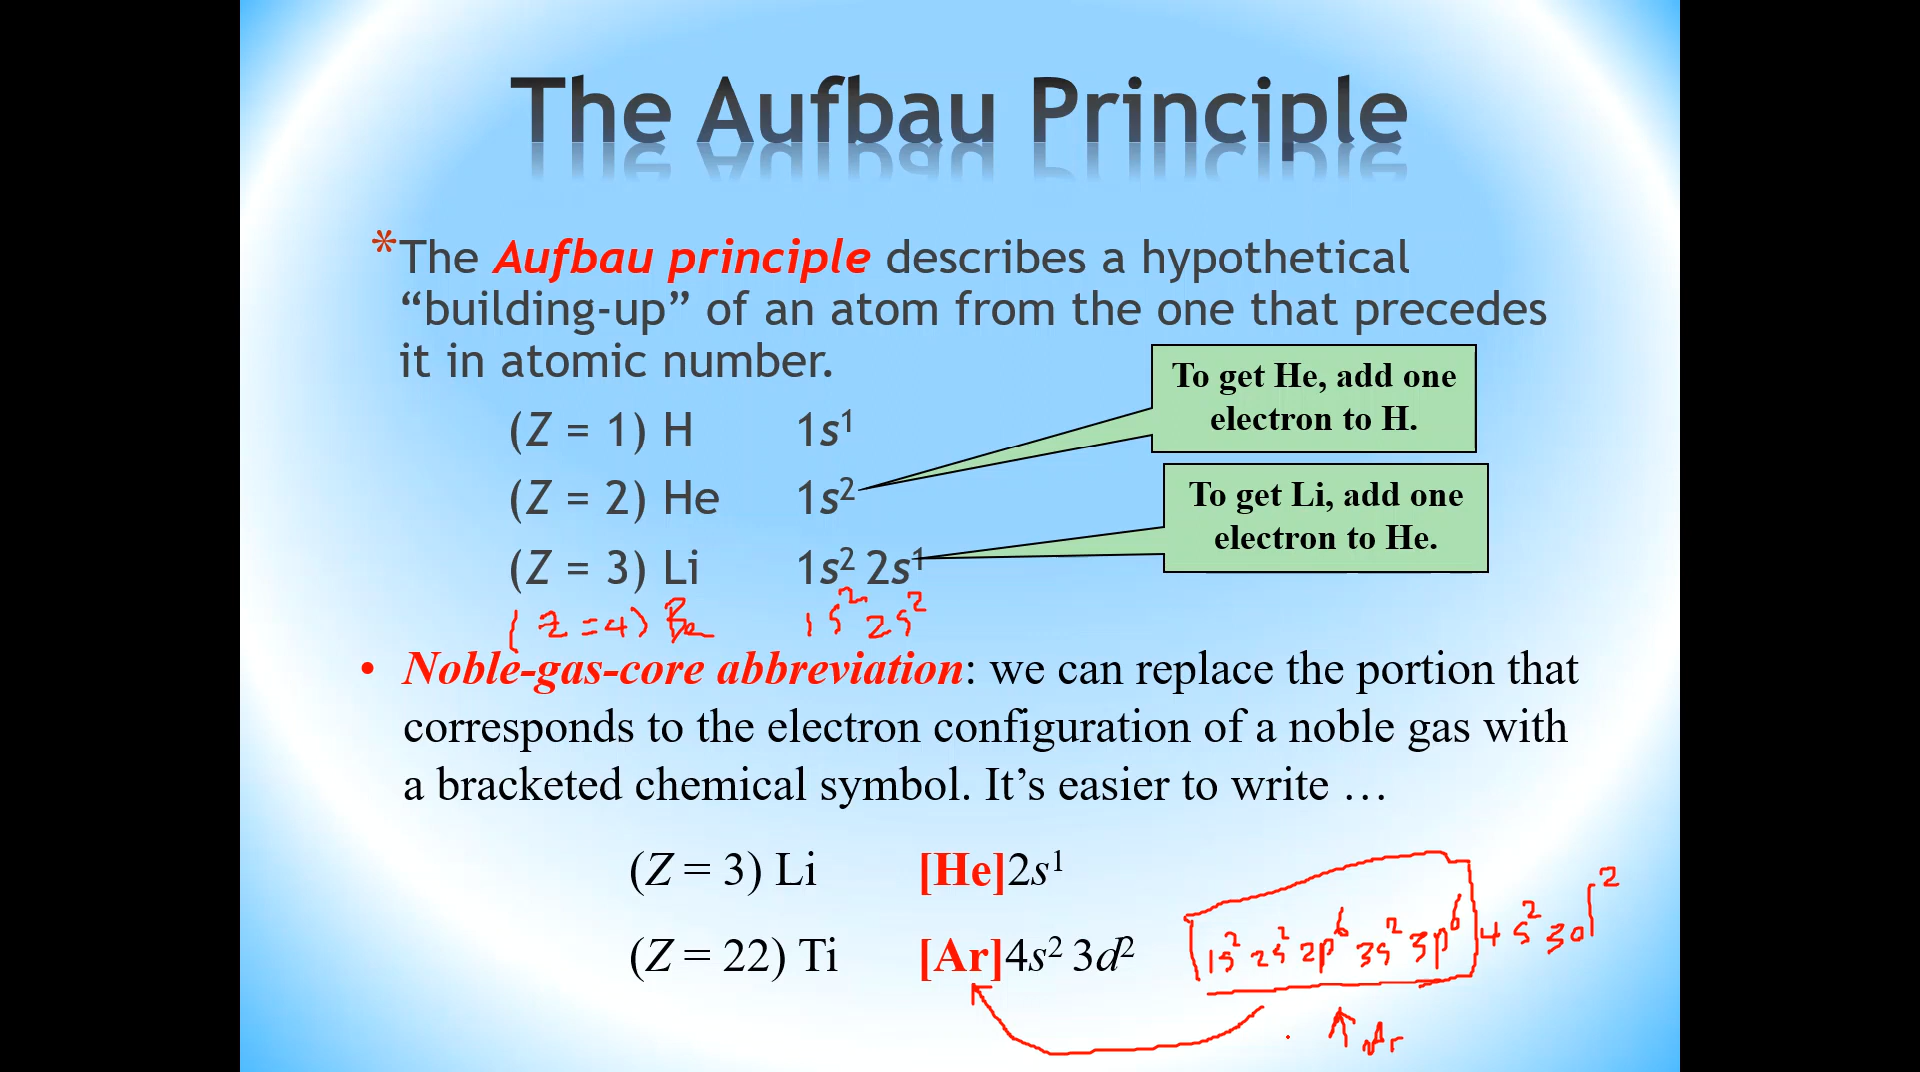 The Aufbau Principle
*The Aufbau principle describes a hypothetical
“building-up” of an atom from the one that precedes
it in atomic number.
To get He, add one
electron to H.
(Z = 1) H 1s¹
(Z = 2) He 1s²
To get Li, add one
electron to He.
(Z = 3) Li 1s² 2s¹
(Z = 4) Be 1s² 2s²
• Noble-gas-core abbreviation: we can replace the portion that
corresponds to the electron configuration of a noble gas with
a bracketed chemical symbol. It’s easier to write …
(Z = 3) Li [He]2s¹
(Z = 22) Ti [Ar]4s² 3d² 1s² 2s² 2p⁶ 3s² 3p⁶ 4s² 3d²
Ar